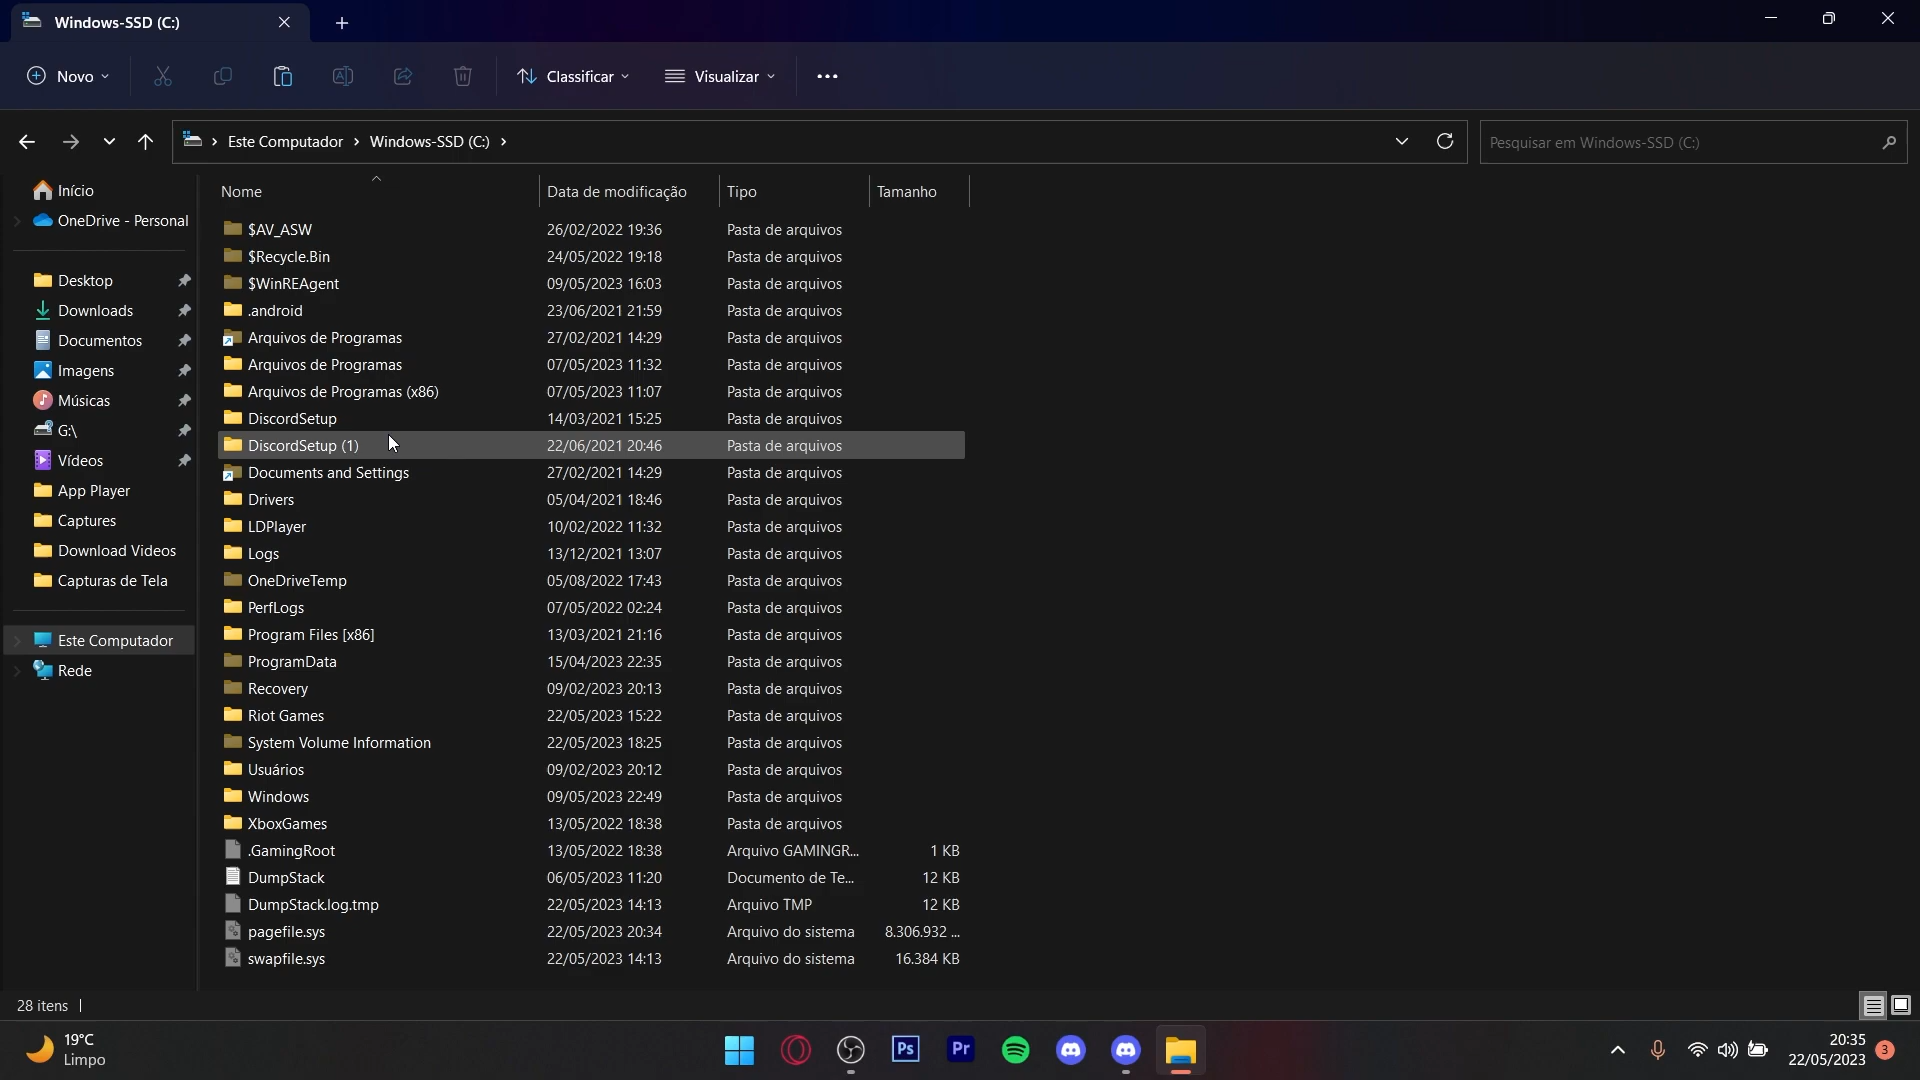 Windows-SSD (C:)
Novo
Classificar
Visualizar
Este Computador
Windows-SSD (C:)
Pesquisar em Windows-SSD (C:)
Início
OneDrive - Personal
Desktop
Downloads
Documentos
Imagens
Músicas
G:\
Vídeos
App Player
Captures
Download Videos
Capturas de Tela
Este Computador
Rede
Nome Data de modificação Tipo Tamanho
$AV_ASW 26/02/2022 19:36 Pasta de arquivos
$Recycle.Bin 24/05/2022 19:18 Pasta de arquivos
$WinREAgent 09/05/2023 16:03 Pasta de arquivos
.android 23/06/2021 21:59 Pasta de arquivos
Arquivos de Programas 27/02/2021 14:29 Pasta de arquivos
Arquivos de Programas 07/05/2023 11:32 Pasta de arquivos
Arquivos de Programas (x86) 07/05/2023 11:07 Pasta de arquivos
DiscordSetup 14/03/2021 15:25 Pasta de arquivos
DiscordSetup (1) 22/06/2021 20:46 Pasta de arquivos
Documents and Settings 27/02/2021 14:29 Pasta de arquivos
Drivers 05/04/2021 18:46 Pasta de arquivos
LDPlayer 10/02/2022 11:32 Pasta de arquivos
Logs 13/12/2021 13:07 Pasta de arquivos
OneDriveTemp 05/08/2022 17:43 Pasta de arquivos
PerfLogs 07/05/2022 02:24 Pasta de arquivos
Program Files [x86] 13/03/2021 21:16 Pasta de arquivos
ProgramData 15/04/2023 22:35 Pasta de arquivos
Recovery 09/02/2023 20:13 Pasta de arquivos
Riot Games 22/05/2023 15:22 Pasta de arquivos
System Volume Information 22/05/2023 18:25 Pasta de arquivos
Usuários 09/02/2023 20:12 Pasta de arquivos
Windows 09/05/2023 22:49 Pasta de arquivos
XboxGames 13/05/2022 18:38 Pasta de arquivos
.GamingRoot 13/05/2022 18:38 Arquivo GAMINGR... 1 KB
DumpStack 06/05/2023 11:20 Documento de Te... 12 KB
DumpStack.log.tmp 22/05/2023 14:13 Arquivo TMP 12 KB
pagefile.sys 22/05/2023 20:34 Arquivo do sistema 8.306.932 ...
swapfile.sys 22/05/2023 14:13 Arquivo do sistema 16.384 KB
28 itens
19°C
Limpo
Ps
Pr
20:35
22/05/2023
3